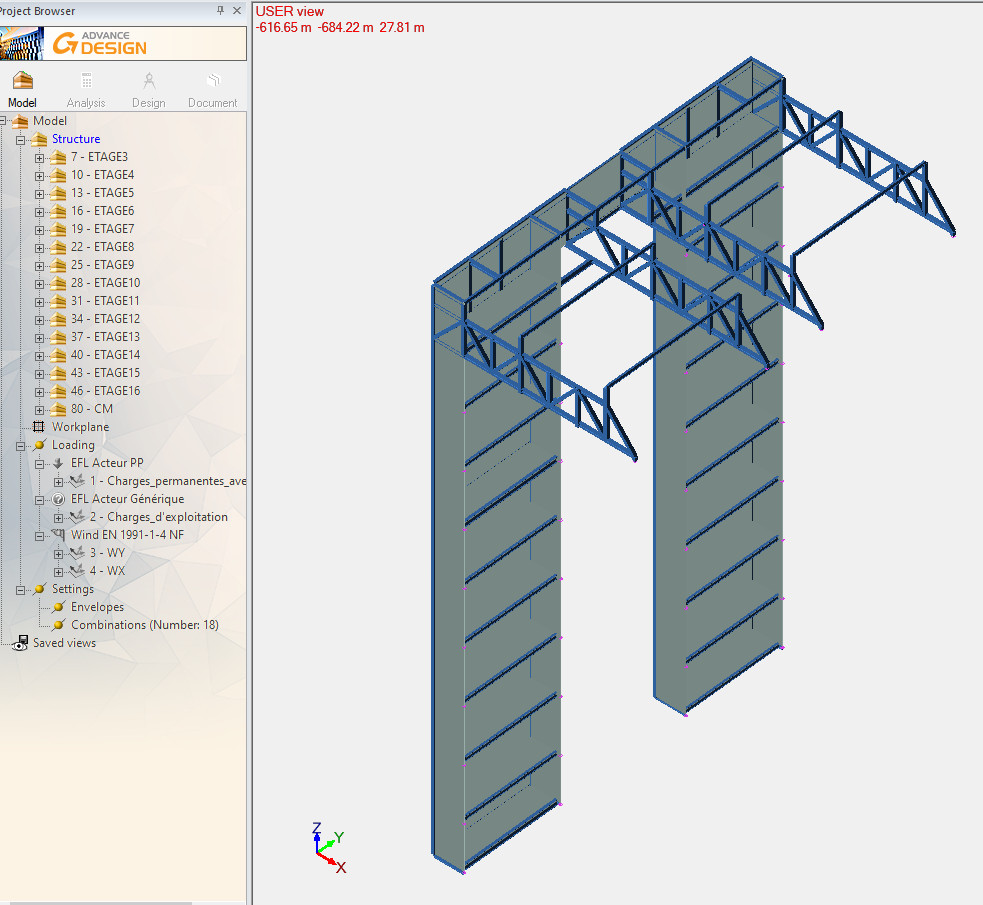 Project Browser
ADVANCE
DESIGN
Model Analysis Design Document
Model
Structure
7 - ETAGE3
10 - ETAGE4
13 - ETAGE5
16 - ETAGE6
19 - ETAGE7
22 - ETAGE8
25 - ETAGE9
28 - ETAGE10
31 - ETAGE11
34 - ETAGE12
37 - ETAGE13
40 - ETAGE14
43 - ETAGE15
46 - ETAGE16
80 - CM
Workplane
Loading
EFL Acteur PP
1 - Charges_permanentes_ave
EFL Acteur Générique
2 - Charges_d'exploitation
Wind EN 1991-1-4 NF
3 - WY
4 - WX
Settings
Envelopes
Combinations (Number: 18)
Saved views
USER view
-616.65 m -684.22 m 27.81 m
Z
Y
X